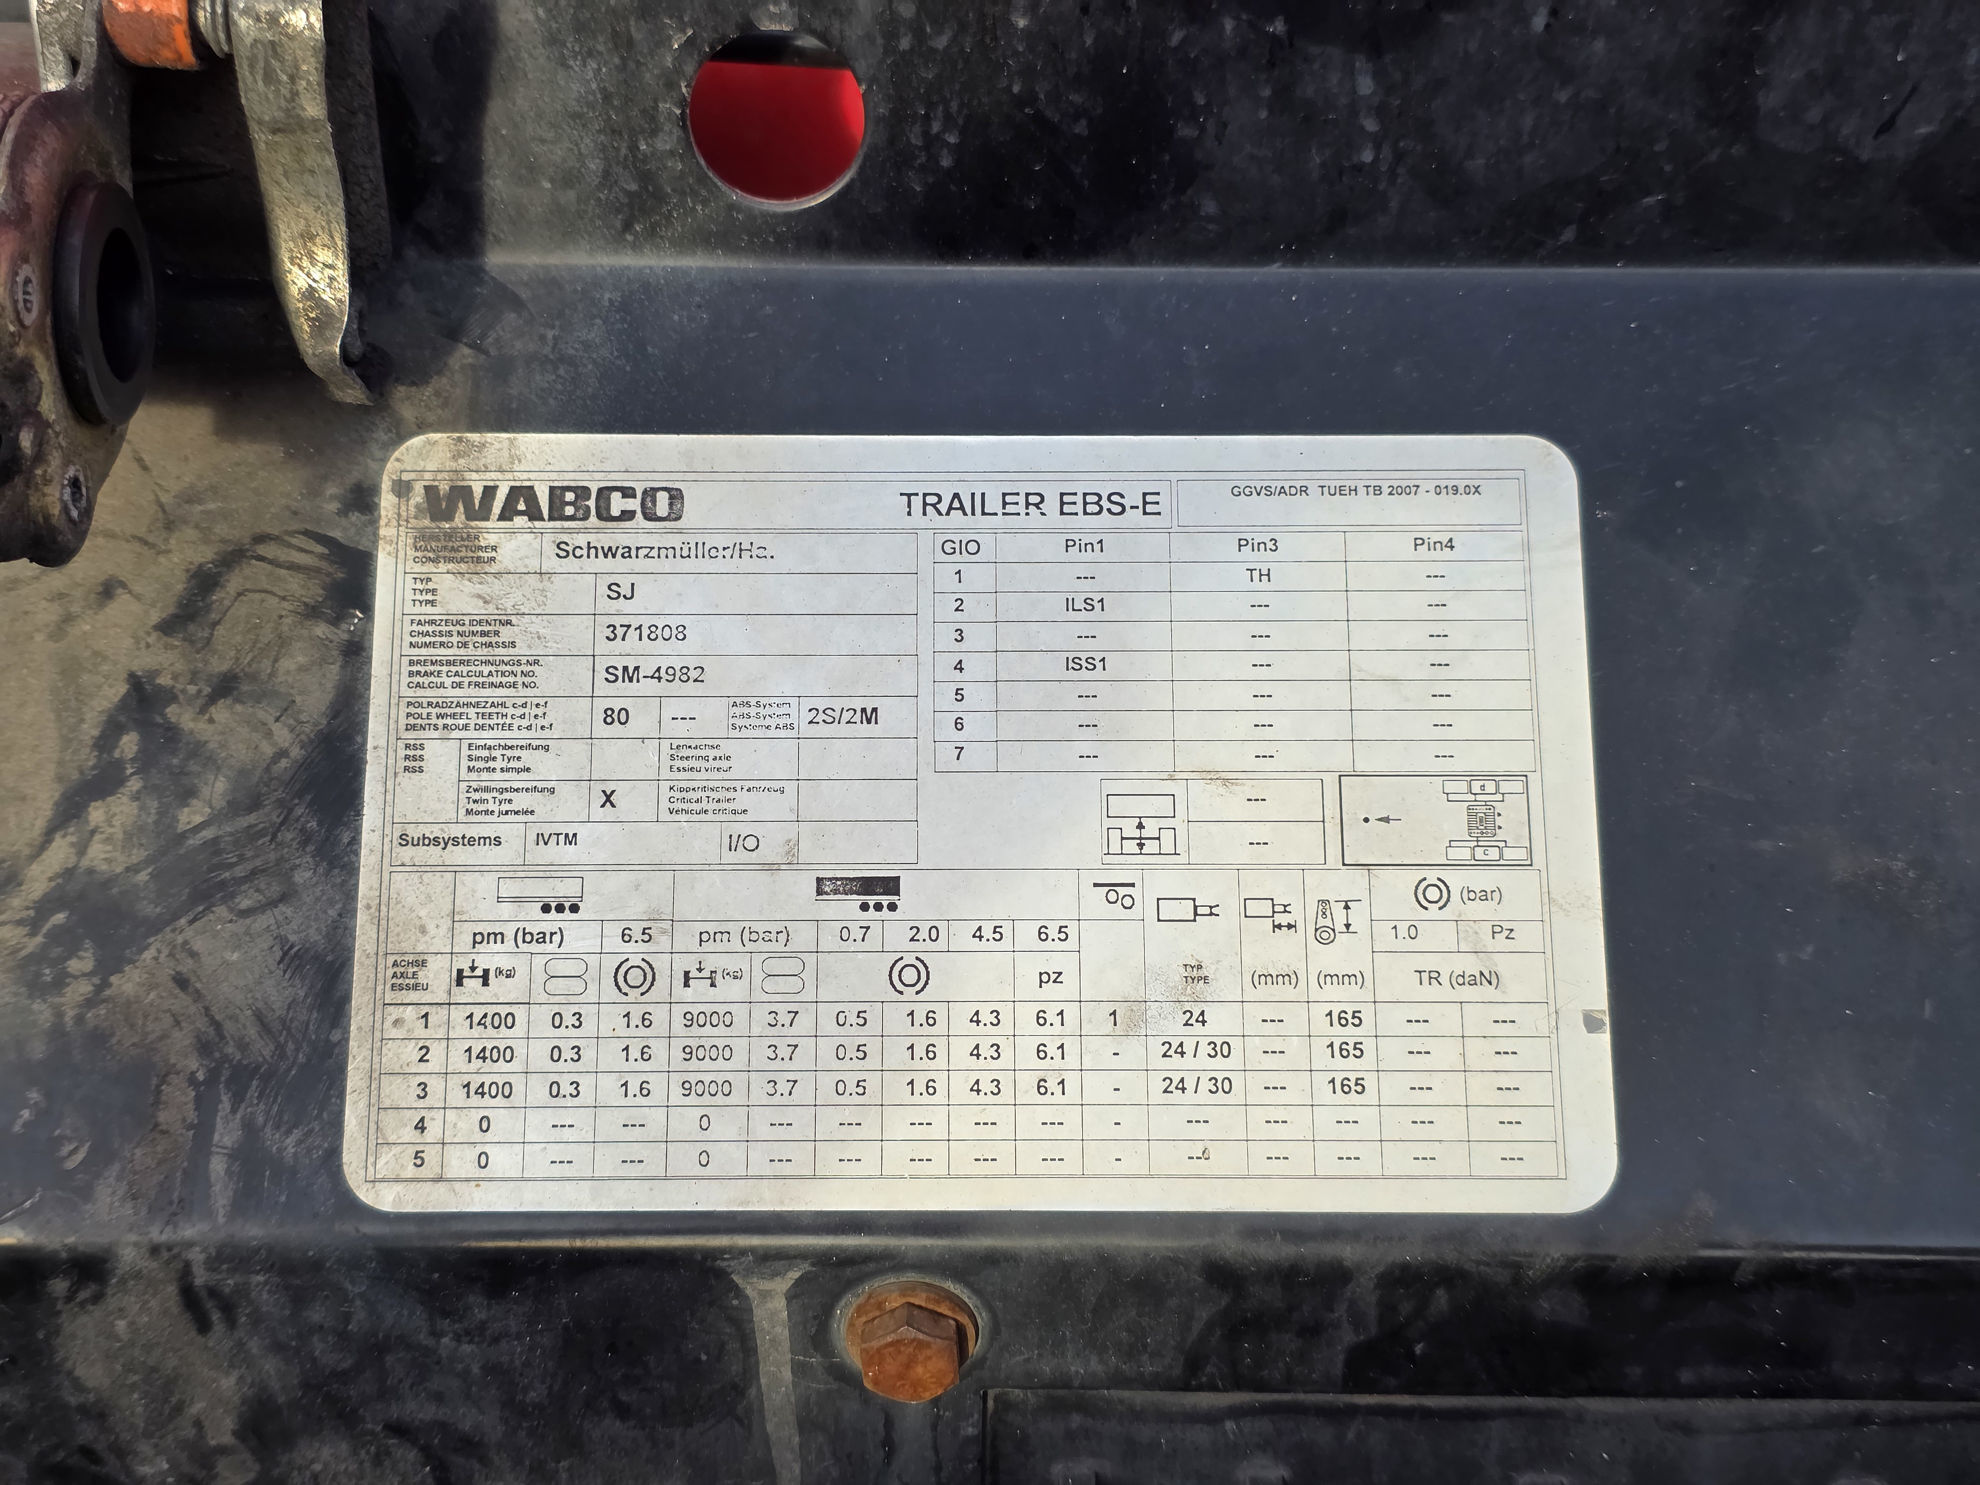 WABCO TRAILER EBS-E GGVS/ADR TUEH TB 2007 - 019.0X
HERSTELLER
MANUFACTURER
CONSTRUCTEUR
Schwarzmüller/Ha.
TYP
TYPE
TYPE
SJ
FAHRZEUG IDENTNR.
CHASSIS NUMBER
NUMERO DE CHASSIS
371808
BREMSBERECHNUNGS-NR.
BRAKE CALCULATION NO.
CALCUL DE FREINAGE NO.
SM-4982
POLRADZÄHNEZAHL c-d | e-f
POLE WHEEL TEETH c-d | e-f
DENTS ROUE DENTÉE c-d | e-f
80 ---
ABS-System
ABS-System
Systeme ABS
2S/2M
RSS
RSS
RSS
Einfachbereifung
Single Tyre
Monte simple
Lenkachse
Steering axle
Essieu vireur
Zwillingsbereifung
Twin Tyre
Monte jumelée
X
Kippkritisches Fahrzeug
Critical Trailer
Véhicule critique
Subsystems IVTM I/O
GIO Pin1 Pin3 Pin4
1 --- TH ---
2 ILS1 --- ---
3 --- --- ---
4 ISS1 --- ---
5 --- --- ---
6 --- --- ---
7 --- --- ---
---
---
d
c
(bar)
pm (bar) 6.5 pm (bar) 0.7 2.0 4.5 6.5 1.0 Pz
ACHSE
AXLE
ESSIEU
(kg) (kg) pz
TYP
TYPE
(mm) (mm) TR (daN)
1 1400 0.3 1.6 9000 3.7 0.5 1.6 4.3 6.1 1 24 --- 165 --- ---
2 1400 0.3 1.6 9000 3.7 0.5 1.6 4.3 6.1 - 24 / 30 --- 165 --- ---
3 1400 0.3 1.6 9000 3.7 0.5 1.6 4.3 6.1 - 24 / 30 --- 165 --- ---
4 0 --- --- 0 --- --- --- --- --- - --- --- --- --- ---
5 0 --- --- 0 --- --- --- --- --- - --- --- --- --- ---